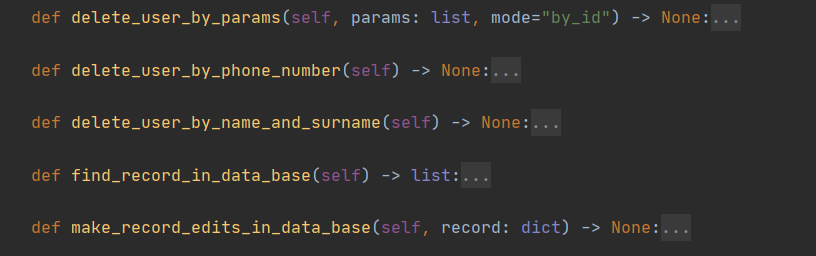 def delete_user_by_params(self, params: list, mode="by_id") -> None:...
def delete_user_by_phone_number(self) -> None:...
def delete_user_by_name_and_surname(self) -> None:...
def find_record_in_data_base(self) -> list:...
def make_record_edits_in_data_base(self, record: dict) -> None:...